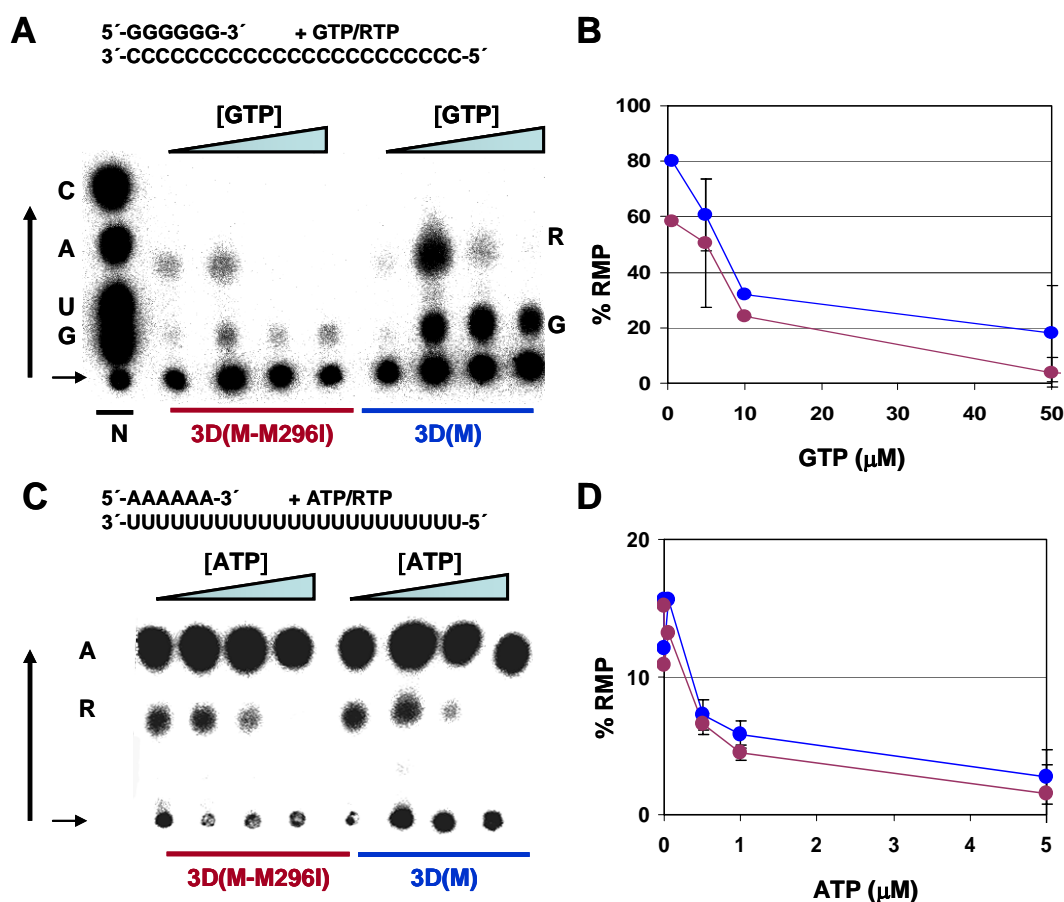 A
5´-GGGGGG-3´ + GTP/RTP
3´-CCCCCCCCCCCCCCCCCCCCCCC-5´
[GTP] [GTP]
C
A
U
G
R
G
N
3D(M-M296I) 3D(M)
B
100
80
60
40
20
0
% RMP
0 10 20 30 40 50
GTP (µM)
C
5´-AAAAAA-3´ + ATP/RTP
3´-UUUUUUUUUUUUUUUUUUUUUUU-5´
[ATP] [ATP]
A
R
3D(M-M296I) 3D(M)
D
20
10
0
% RMP
0 1 2 3 4 5
ATP (µM)